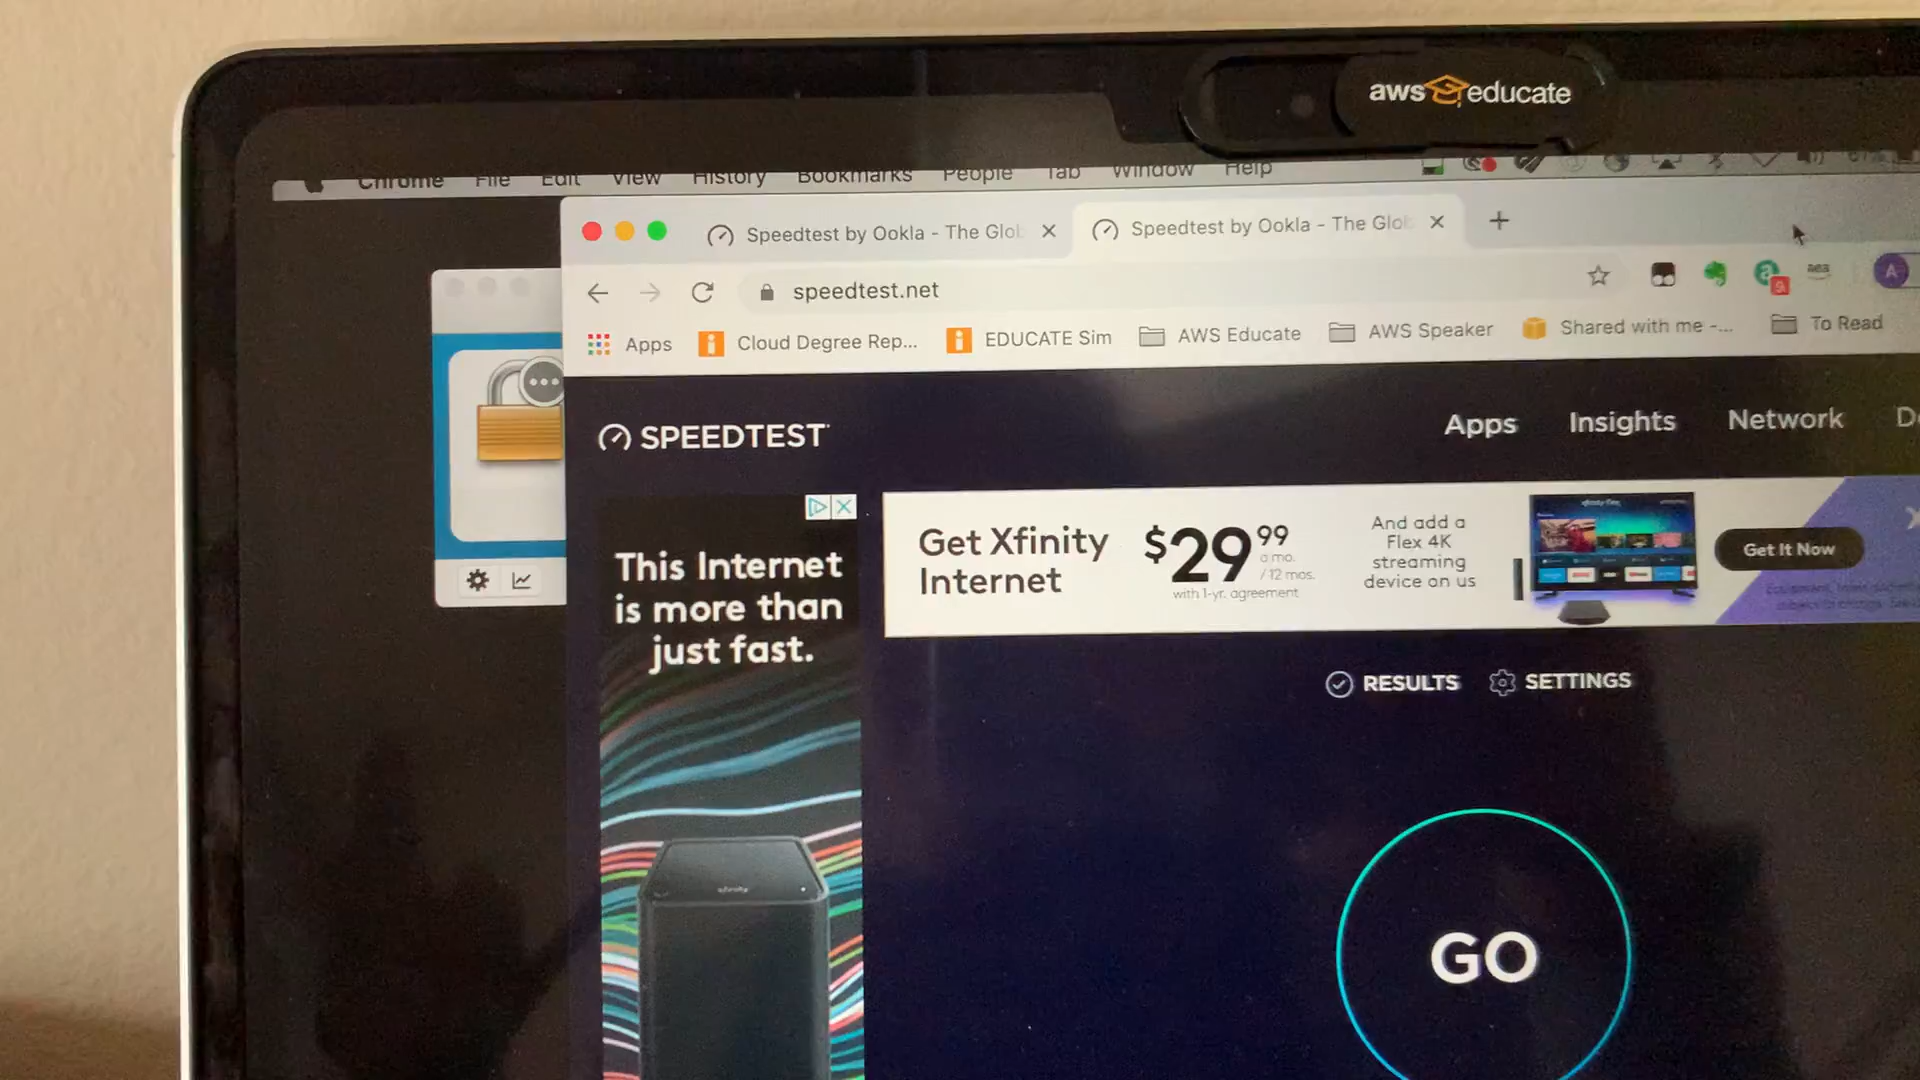 aws educate
Chrome File Edit View History Bookmarks People Tab Window Help
Speedtest by Ookla - The Glob
Speedtest by Ookla - The Glob
speedtest.net
A
Apps
Cloud Degree Rep...
EDUCATE Sim
AWS Educate
AWS Speaker
Shared with me -...
To Read
SPEEDTEST
Apps
Insights
Network
This Internet
is more than
just fast.
xfinity
Get Xfinity
Internet
$29 99
a mo.
/ 12 mos.
with 1-yr. agreement
And add a
Flex 4K
streaming
device on us
Get It Now
RESULTS
SETTINGS
GO